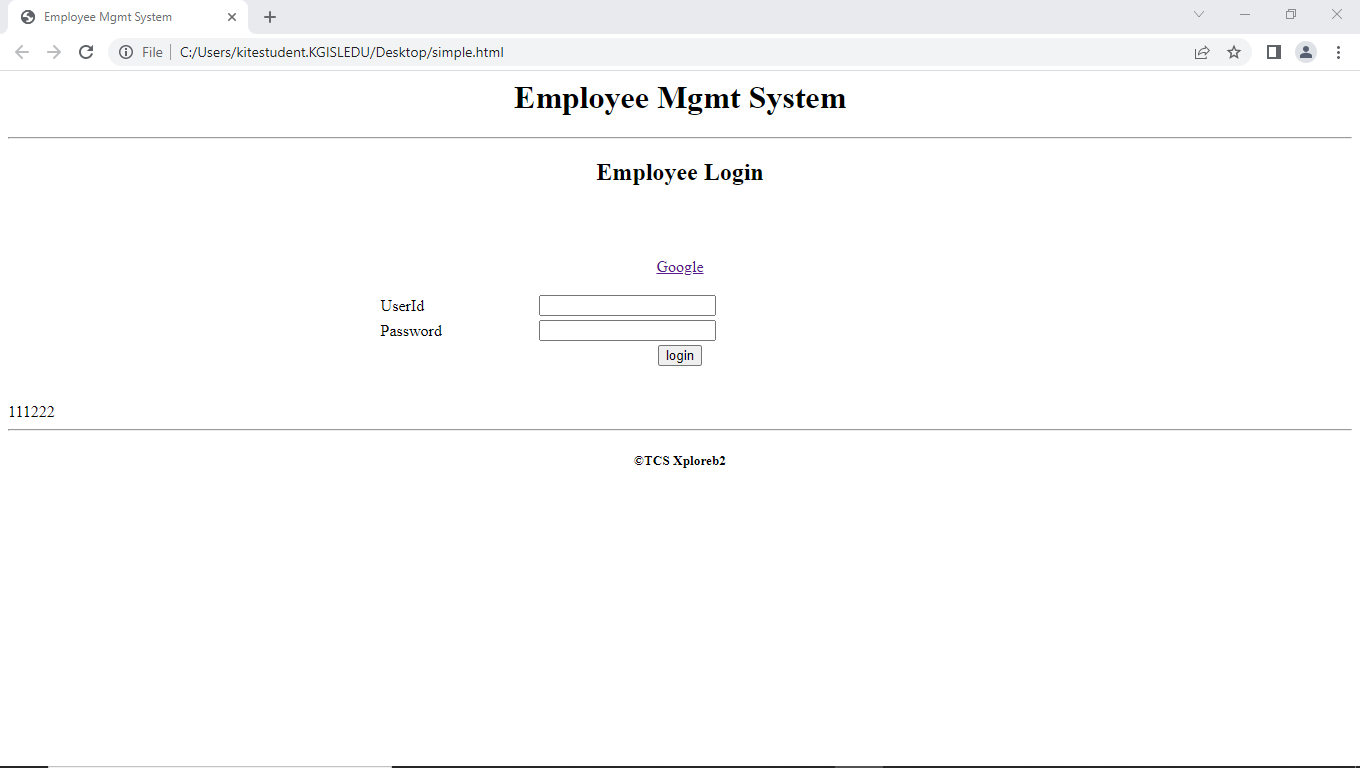 Employee Mgmt System
File C:/Users/kitestudent.KGISLEDU/Desktop/simple.html
Employee Mgmt System
Employee Login
Google
UserId
Password
login
111222
©TCS Xploreb2